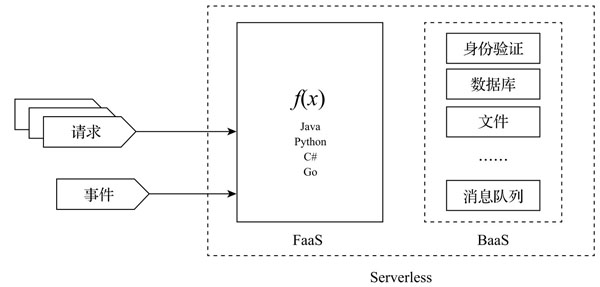 请求
事件
f(x)
Java
Python
C#
Go
FaaS
身份验证
数据库
文件
……
消息队列
BaaS
Serverless